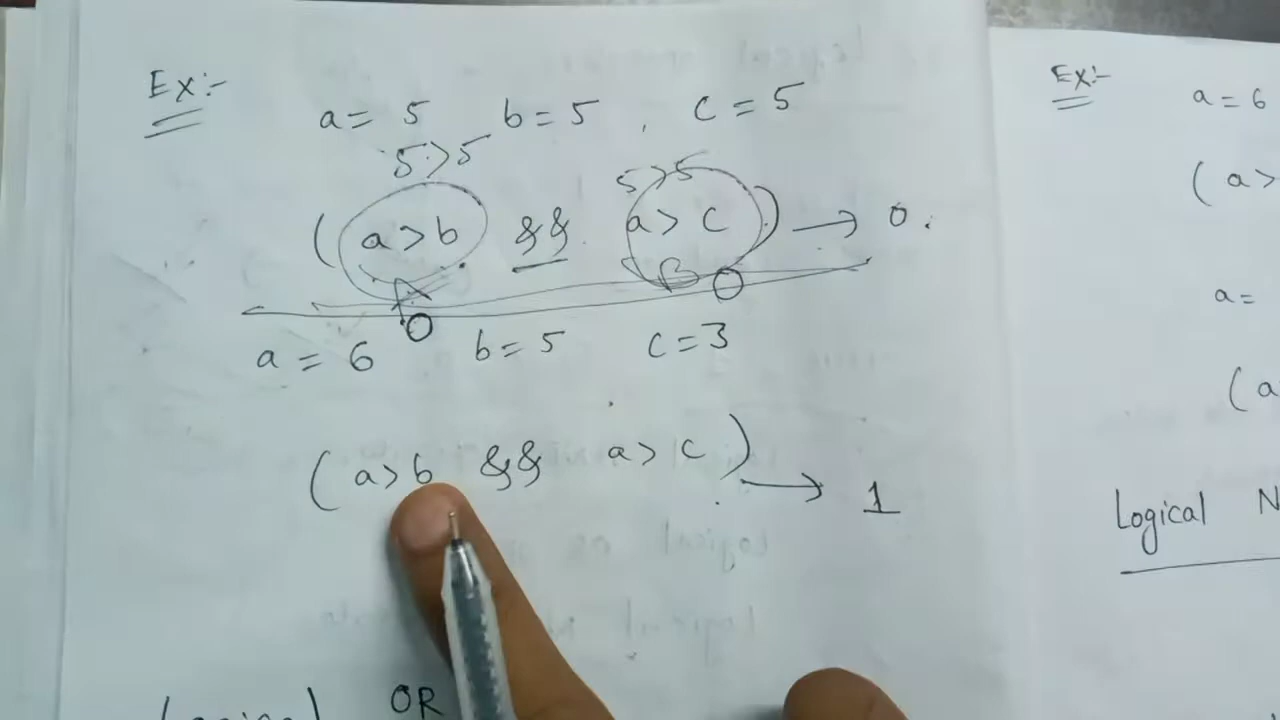 Ex:-
a = 5 b = 5 , c = 5
5>5 5>5
( a>b && a>c ) → 0.
A B
0 0
a = 6 b = 5 c = 3
( a>b && a>c ) → 1
OR
Ex:-
a = 6
( a>
a =
( a
Logical N